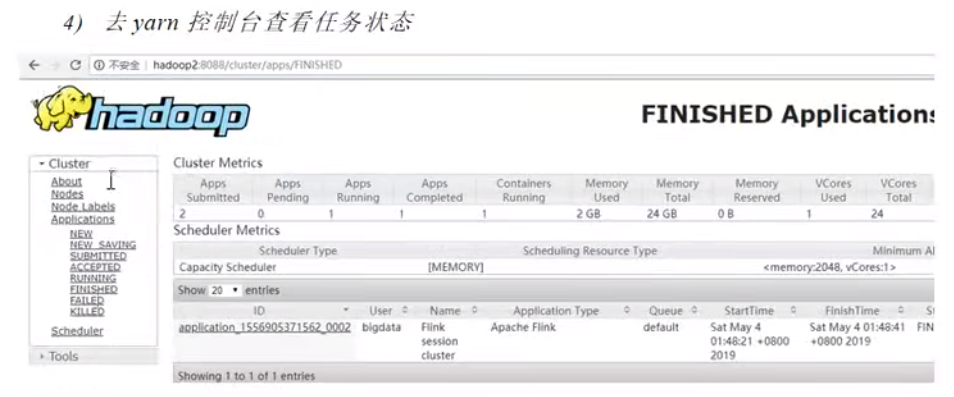 4) 去 yarn 控制台查看任务状态
不安全 | hadoop2:8088/cluster/apps/FINISHED
hadoop
FINISHED Applications
Cluster
About
Nodes
Node Labels
Applications
NEW
NEW_SAVING
SUBMITTED
ACCEPTED
RUNNING
FINISHED
FAILED
KILLED
Scheduler
Tools
Cluster Metrics
Apps Submitted Apps Pending Apps Running Apps Completed Containers Running Memory Used Memory Total Memory Reserved VCores Used VCores Total
2 0 1 1 1 2 GB 24 GB 0 B 1 24
Scheduler Metrics
Scheduler Type Scheduling Resource Type Minimum Al
Capacity Scheduler [MEMORY] <memory:2048, vCores:1>
Show 20 entries
ID User Name Application Type Queue StartTime FinishTime
application_1556905371562_0002 bigdata Flink session cluster Apache Flink default Sat May 4 01:48:21 +0800 2019 Sat May 4 01:48:41 +0800 2019 FIN
Showing 1 to 1 of 1 entries